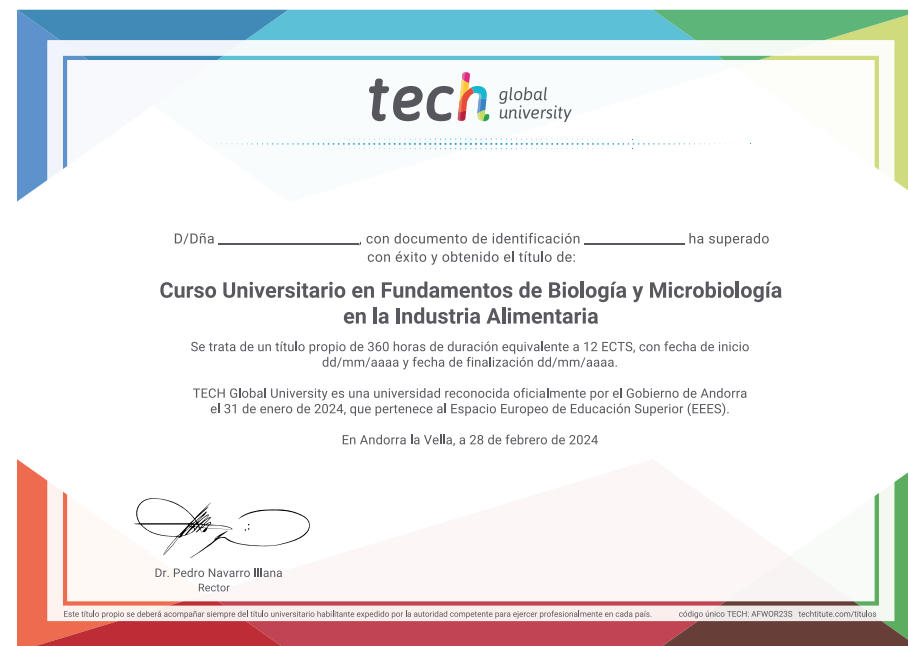 tech global university
D/Dña ____________________, con documento de identificación ______________ ha superado
con éxito y obtenido el título de:
Curso Universitario en Fundamentos de Biología y Microbiología
en la Industria Alimentaria
Se trata de un título propio de 360 horas de duración equivalente a 12 ECTS, con fecha de inicio
dd/mm/aaaa y fecha de finalización dd/mm/aaaa.
TECH Global University es una universidad reconocida oficialmente por el Gobierno de Andorra
el 31 de enero de 2024, que pertenece al Espacio Europeo de Educación Superior (EEES).
En Andorra la Vella, a 28 de febrero de 2024
Dr. Pedro Navarro Illana
Rector
Este título propio se deberá acompañar siempre del título universitario habilitante expedido por la autoridad competente para ejercer profesionalmente en cada país. código único TECH: AFWOR23S techtitute.com/titulos